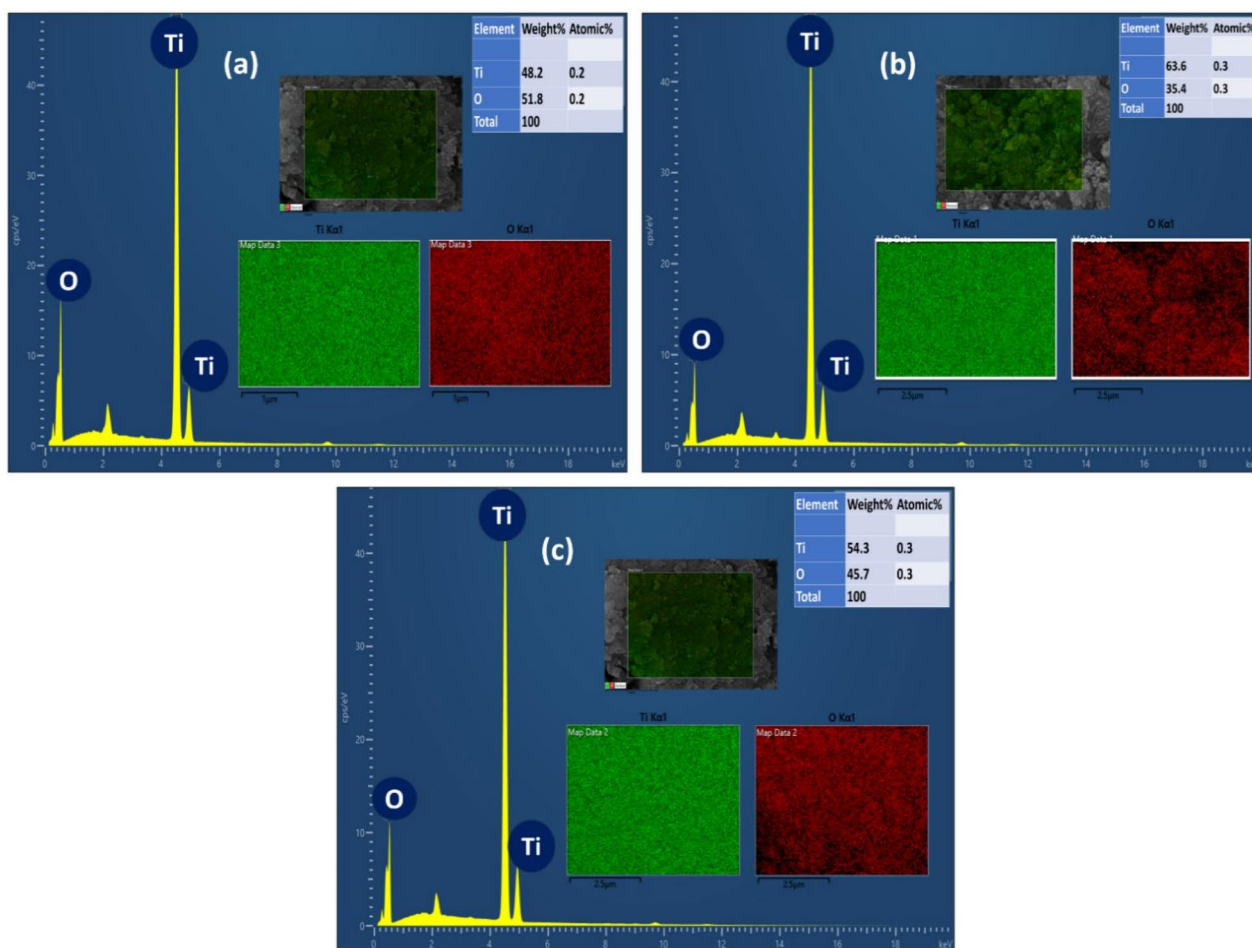 (a)
Ti
O
Ti
Element Weight% Atomic%
Ti 48.2 0.2
O 51.8 0.2
Total 100
Ti Kα1
O Kα1
Map Data 3
Map Data 3
1µm
1µm
cps/eV
40
30
20
10
0
0 2 4 6 8 10 12 14 16 18 keV
(b)
Ti
O
Ti
Element Weight% Atomic%
Ti 63.6 0.3
O 35.4 0.3
Total 100
Ti Kα1
O Kα1
Map Data 1
Map Data 1
2.5µm
2.5µm
cps/eV
40
30
20
10
0
0 2 4 6 8 10 12 14 16 18 keV
(c)
Ti
O
Ti
Element Weight% Atomic%
Ti 54.3 0.3
O 45.7 0.3
Total 100
Ti Kα1
O Kα1
Map Data 2
Map Data 2
2.5µm
2.5µm
cps/eV
40
30
20
10
0
0 2 4 6 8 10 12 14 16 18 keV